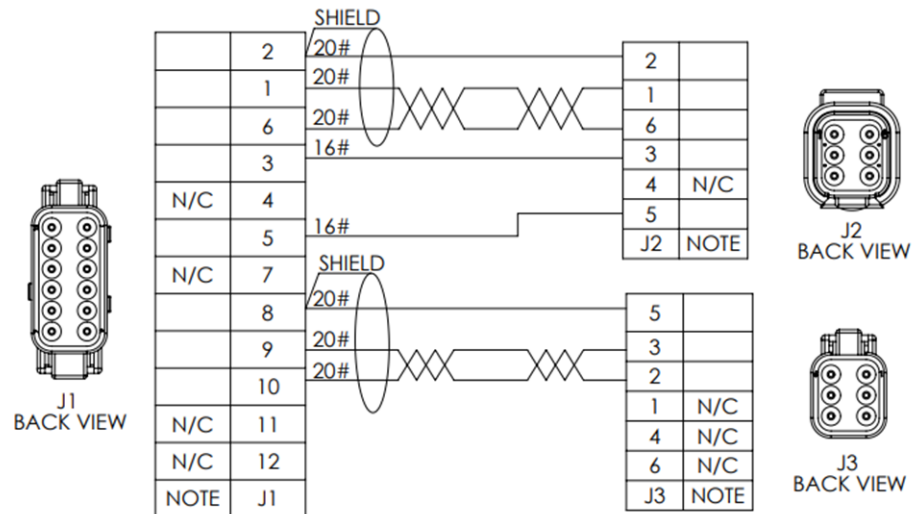 SHIELD
2 20# 2
1 20# 1
6 20# 6
3 16# 3
N/C 4 4 N/C
5 16# 5
J2 NOTE
J2
BACK VIEW
N/C 7 SHIELD
8 20# 5
9 20# 3
10 20# 2
N/C 11 1 N/C
N/C 12 4 N/C
6 N/C
NOTE J1 J3 NOTE
J1
BACK VIEW
J3
BACK VIEW